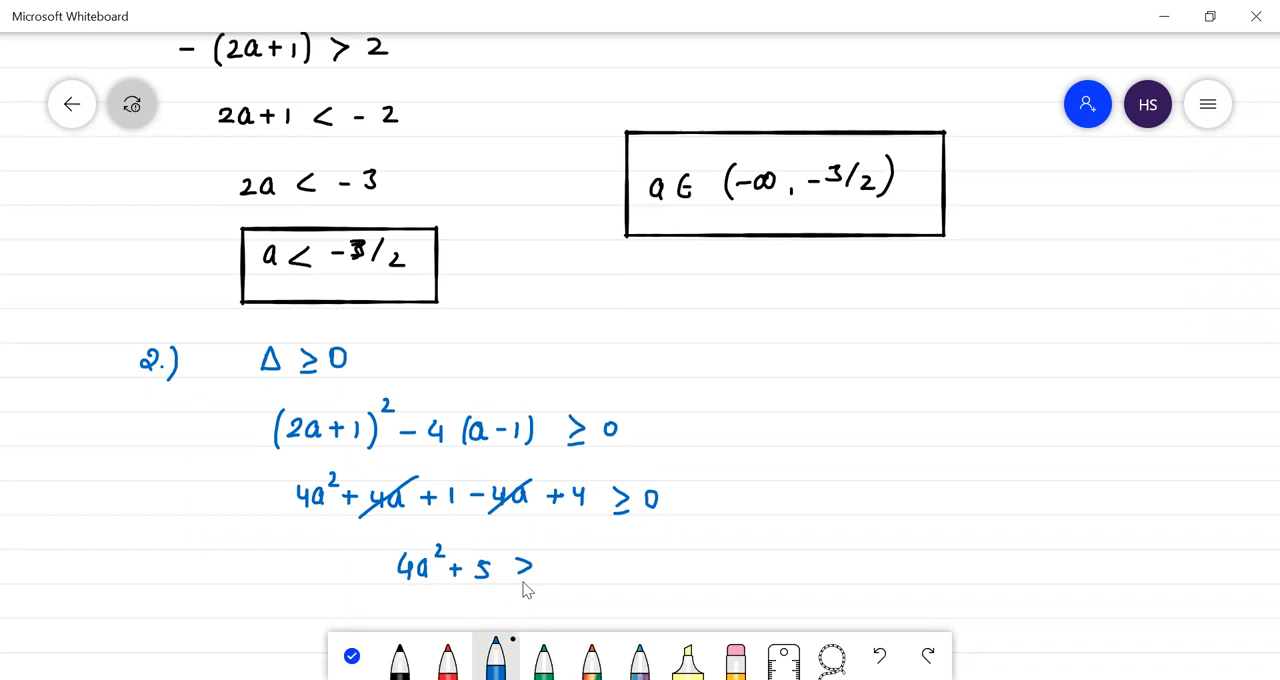 Microsoft Whiteboard
- (2a+1) > 2
HS
2a+1 < -2
2a < -3
a ∈ (-∞, -3/2)
a < -3/2
2.) Δ ≥ 0
(2a+1)² - 4 (a-1) ≥ 0
4a² + 4a + 1 - 4a + 4 ≥ 0
4a² + 5 >